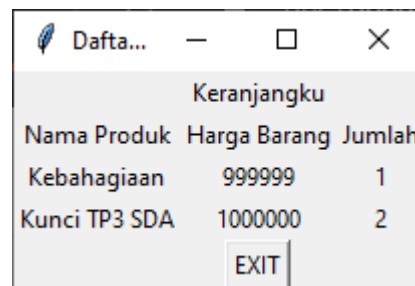 Dafta...
Keranjangku
Nama Produk Harga Barang Jumlah
Kebahagiaan 999999 1
Kunci TP3 SDA 1000000 2
EXIT